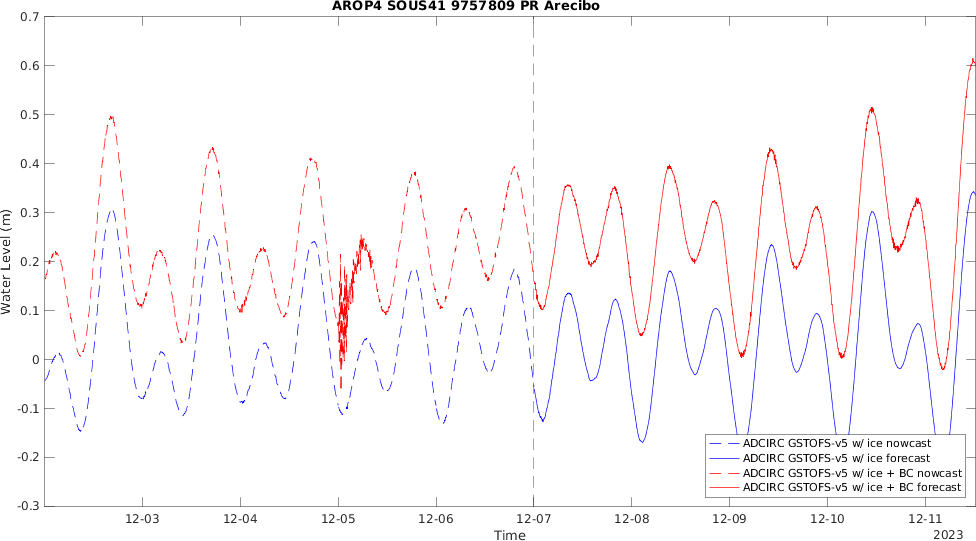 AROP4 SOUS41 9757809 PR Arecibo
0.7
0.6
0.5
0.4
0.3
0.2
0.1
0
-0.1
-0.2
-0.3
Water Level (m)
ADCIRC GSTOFS-v5 w/ ice nowcast
ADCIRC GSTOFS-v5 w/ ice forecast
ADCIRC GSTOFS-v5 w/ ice + BC nowcast
ADCIRC GSTOFS-v5 w/ ice + BC forecast
12-03 12-04 12-05 12-06 12-07 12-08 12-09 12-10 12-11
Time
2023